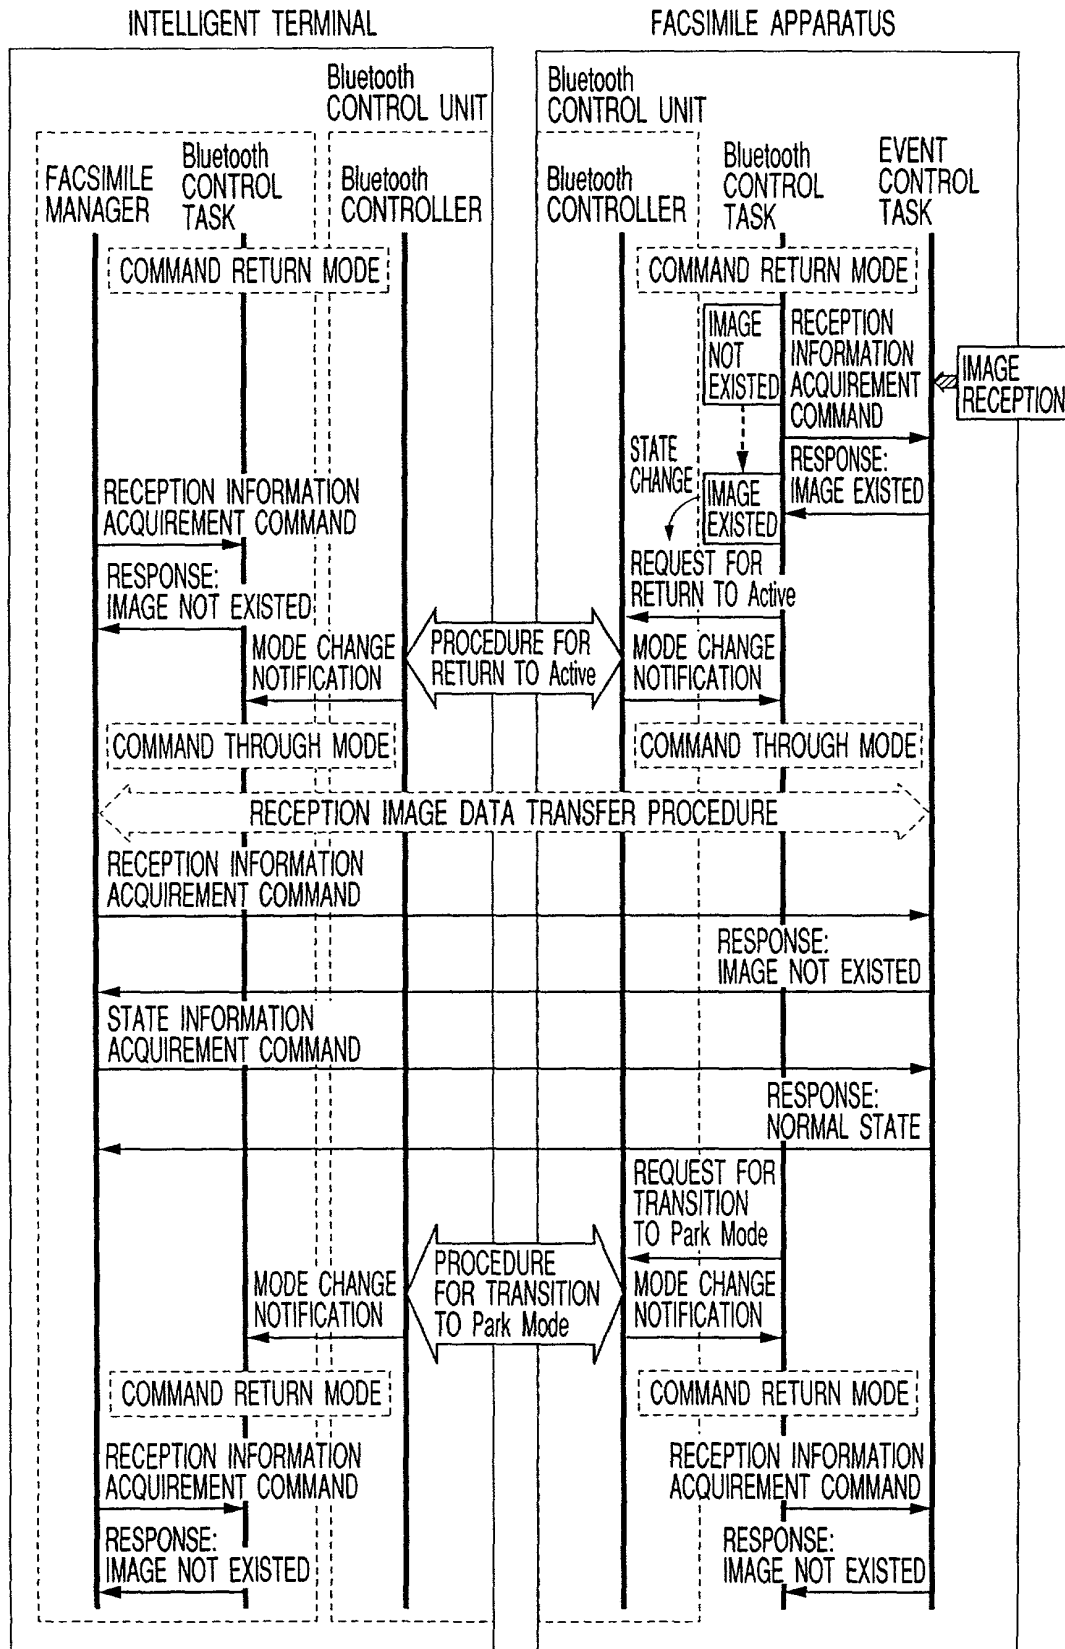 INTELLIGENT TERMINAL
FACSIMILE APPARATUS
Bluetooth
CONTROL UNIT
Bluetooth
CONTROL UNIT
FACSIMILE
MANAGER
Bluetooth
CONTROL
TASK
Bluetooth
CONTROLLER
Bluetooth
CONTROLLER
Bluetooth
CONTROL
TASK
EVENT
CONTROL
TASK
COMMAND RETURN MODE
COMMAND RETURN MODE
IMAGE
NOT
EXISTED
RECEPTION
INFORMATION
ACQUIREMENT
COMMAND
IMAGE
RECEPTION
STATE
CHANGE
IMAGE
EXISTED
RESPONSE:
IMAGE EXISTED
RECEPTION INFORMATION
ACQUIREMENT COMMAND
REQUEST FOR
RETURN TO Active
RESPONSE:
IMAGE NOT EXISTED
MODE CHANGE
NOTIFICATION
PROCEDURE FOR
RETURN TO Active
MODE CHANGE
NOTIFICATION
COMMAND THROUGH MODE
COMMAND THROUGH MODE
RECEPTION IMAGE DATA TRANSFER PROCEDURE
RECEPTION INFORMATION
ACQUIREMENT COMMAND
RESPONSE:
IMAGE NOT EXISTED
STATE INFORMATION
ACQUIREMENT COMMAND
RESPONSE:
NORMAL STATE
REQUEST FOR
TRANSITION
TO Park Mode
MODE CHANGE
NOTIFICATION
PROCEDURE
FOR TRANSITION
TO Park Mode
MODE CHANGE
NOTIFICATION
COMMAND RETURN MODE
COMMAND RETURN MODE
RECEPTION INFORMATION
ACQUIREMENT COMMAND
RECEPTION INFORMATION
ACQUIREMENT COMMAND
RESPONSE:
IMAGE NOT EXISTED
RESPONSE:
IMAGE NOT EXISTED